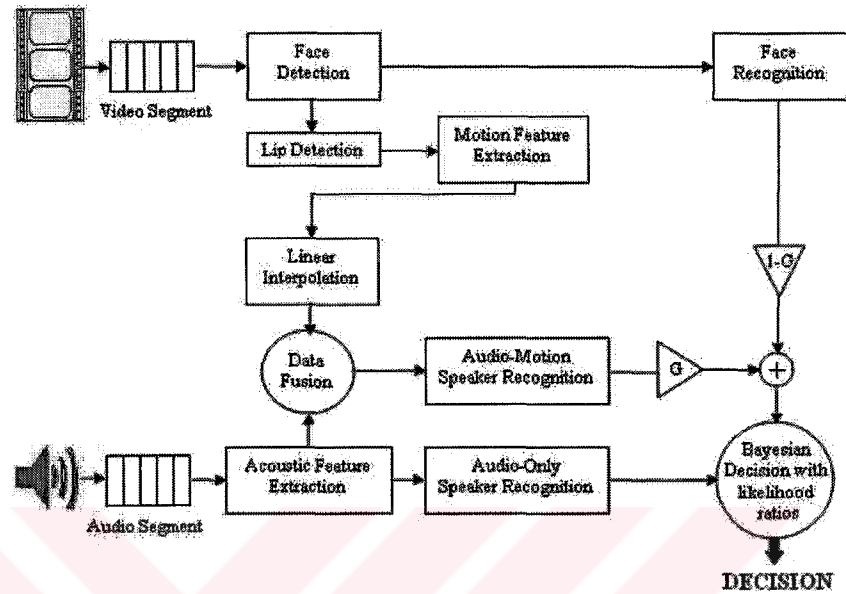 Face
Detection
Face
Recognition
Video Segment
Lip Detection
Motion Feature
Extraction
Linear
Interpolation
1-G
Data
Fusion
Audio-Motion
Speaker Recognition
G
+
Acoustic Feature
Extraction
Audio-Only
Speaker Recognition
Bayesian
Decision with
likelihood
ratios
Audio Segment
DECISION